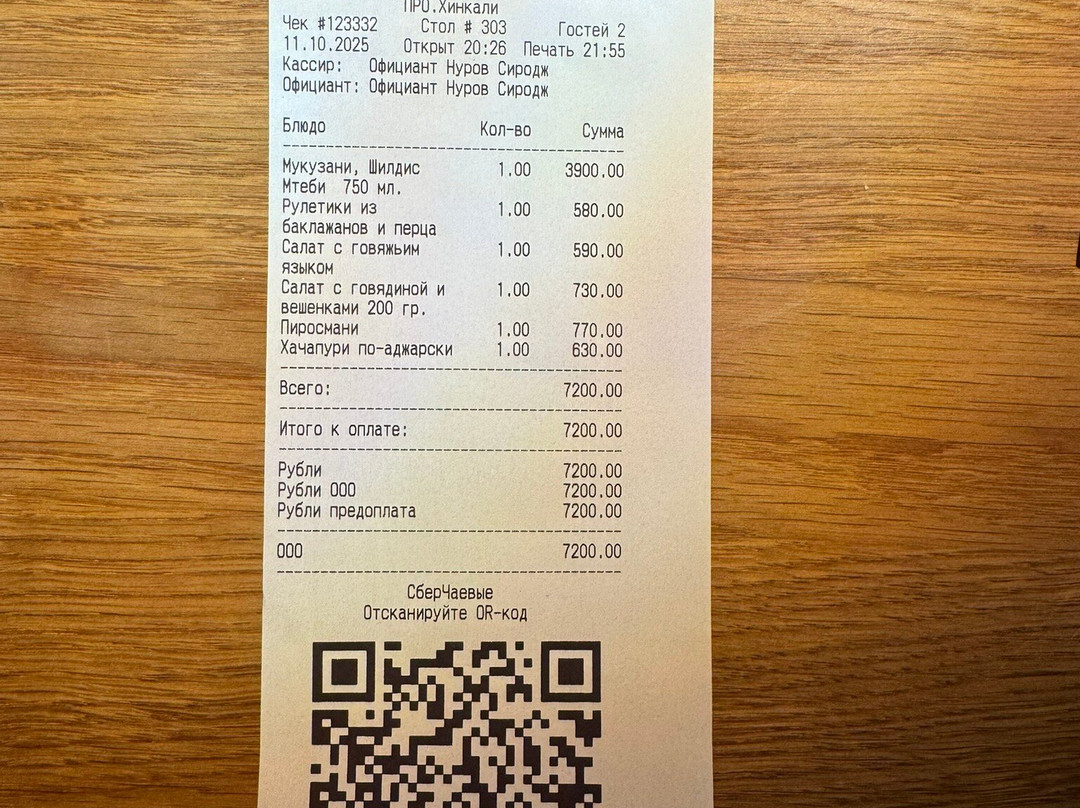 ПРО.Хинкали
Чек #123332 Стол # 303 Гостей 2
11.10.2025 Открыт 20:26 Печать 21:55
Кассир: Официант Нуров Сиродж
Официант: Официант Нуров Сиродж
Блюдо Кол-во Сумма
Мукузани, Шилдис 1.00 3900.00
Мтеби 750 мл.
Рулетики из 1.00 580.00
баклажанов и перца
Салат с говяжьим 1.00 590.00
языком
Салат с говядиной и 1.00 730.00
вешенками 200 гр.
Пиросмани 1.00 770.00
Хачапури по-аджарски 1.00 630.00
Всего: 7200.00
Итого к оплате: 7200.00
Рубли 7200.00
Рубли ООО 7200.00
Рубли предоплата 7200.00
ООО 7200.00
СберЧаевые
Отсканируйте QR-код